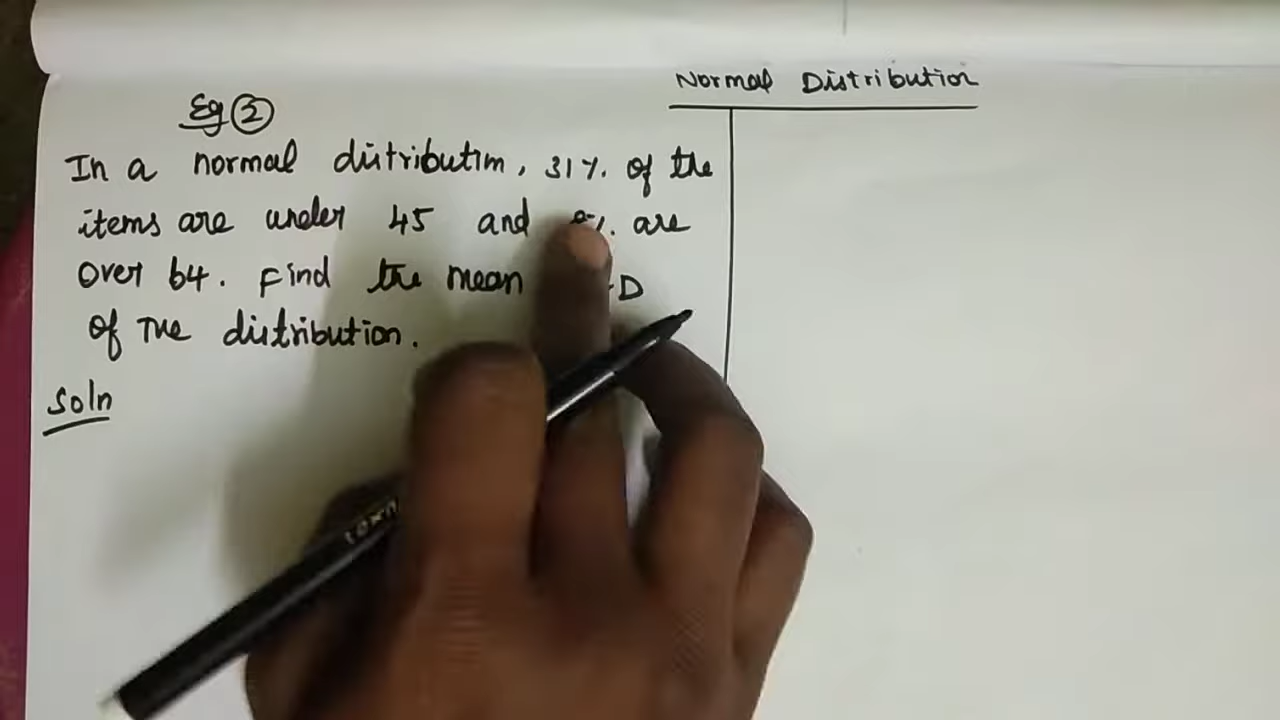 Normal Distribution
Eg 2
In a normal distribution, 31%. of the
items are under 45 and are
Over 64. Find the mean D
of The distribution.
Soln